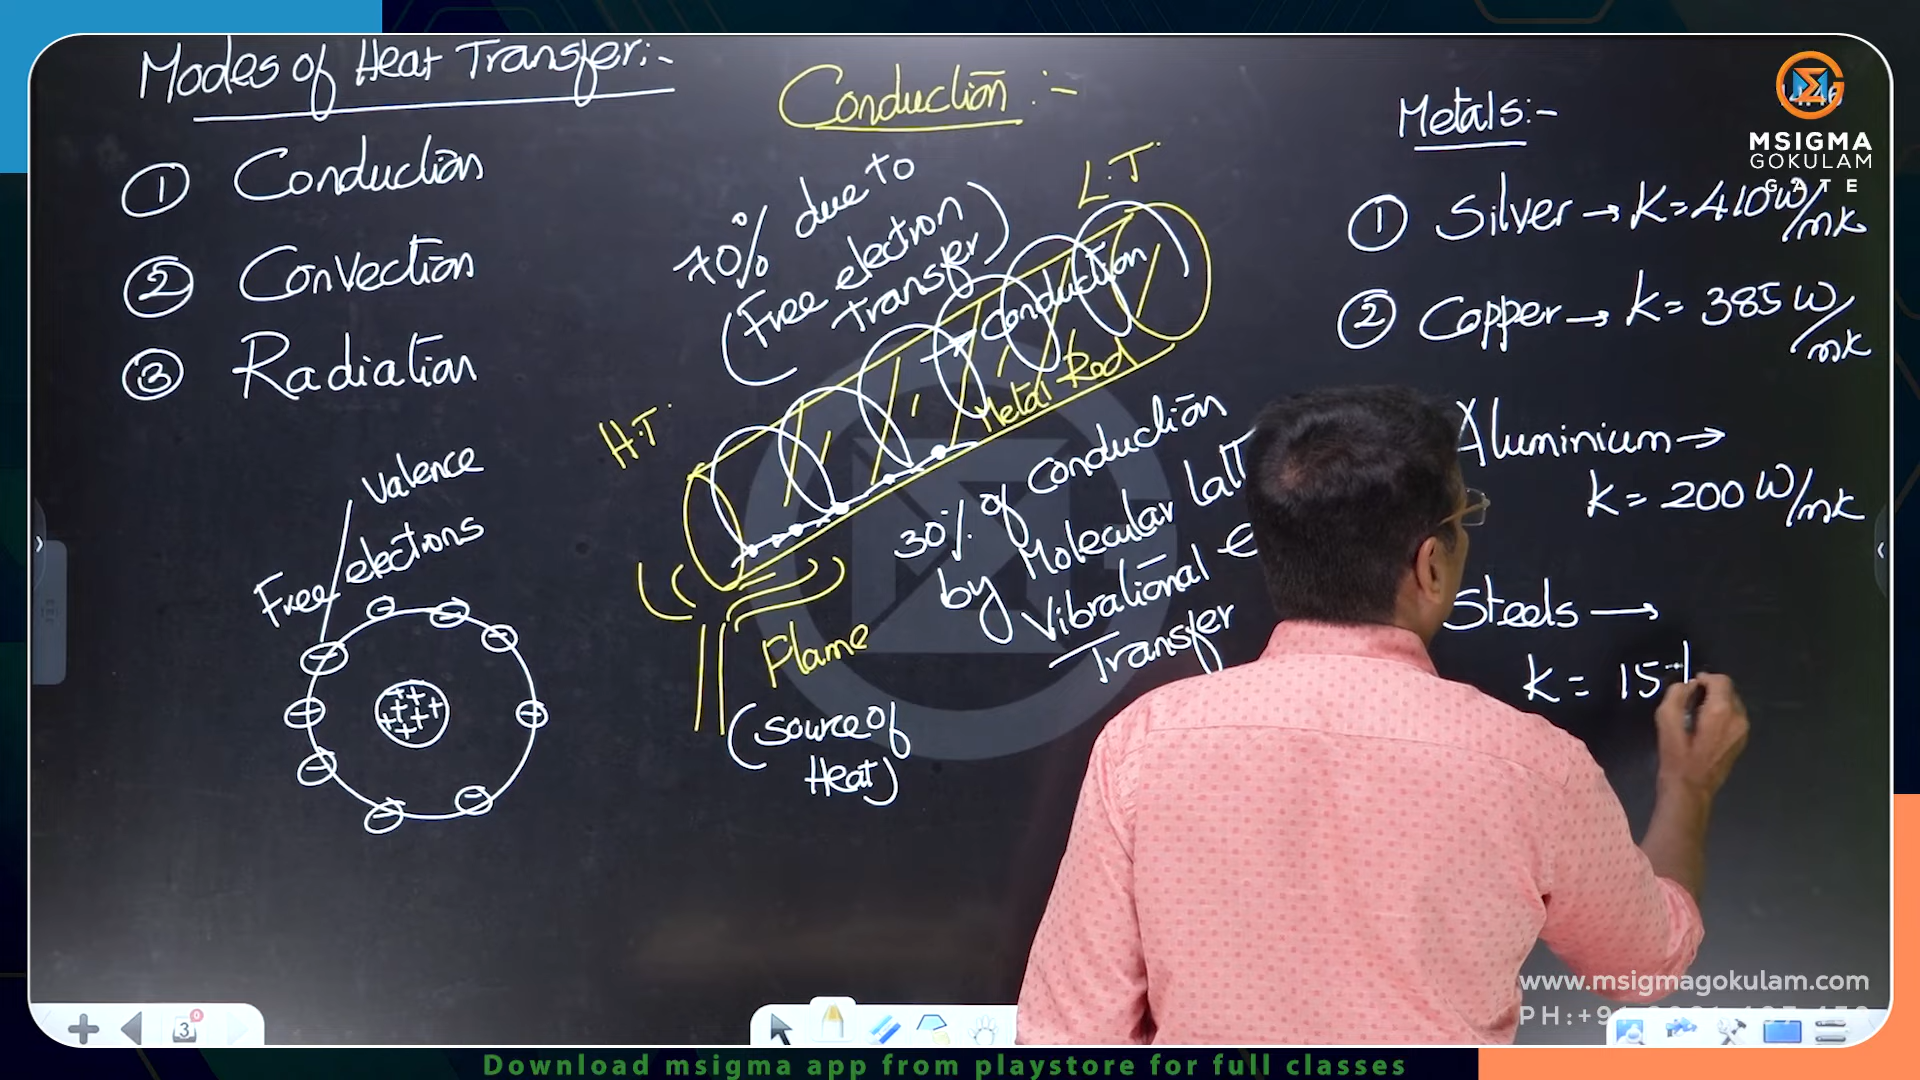 Modes of Heat Transfer:-
① Conduction
② Convection
③ Radiation
Valence
Free electrons
Conduction :-
70% due to
(Free electron
transfer)
L.T.
H.T.
Conduction
Metal Rod
30% of conduction
by Molecular
Vibrational
Transfer
Flame
(Source of
Heat)
Metals:-
① Silver → K=410 W/mk
② Copper → k= 385 W/mk
Aluminium →
k= 200 W/mk
Steels →
k= 15
MSIGMA
GOKULAM
GATE
www.msigmagokulam.com
3
0
Download msigma app from playstore for full classes